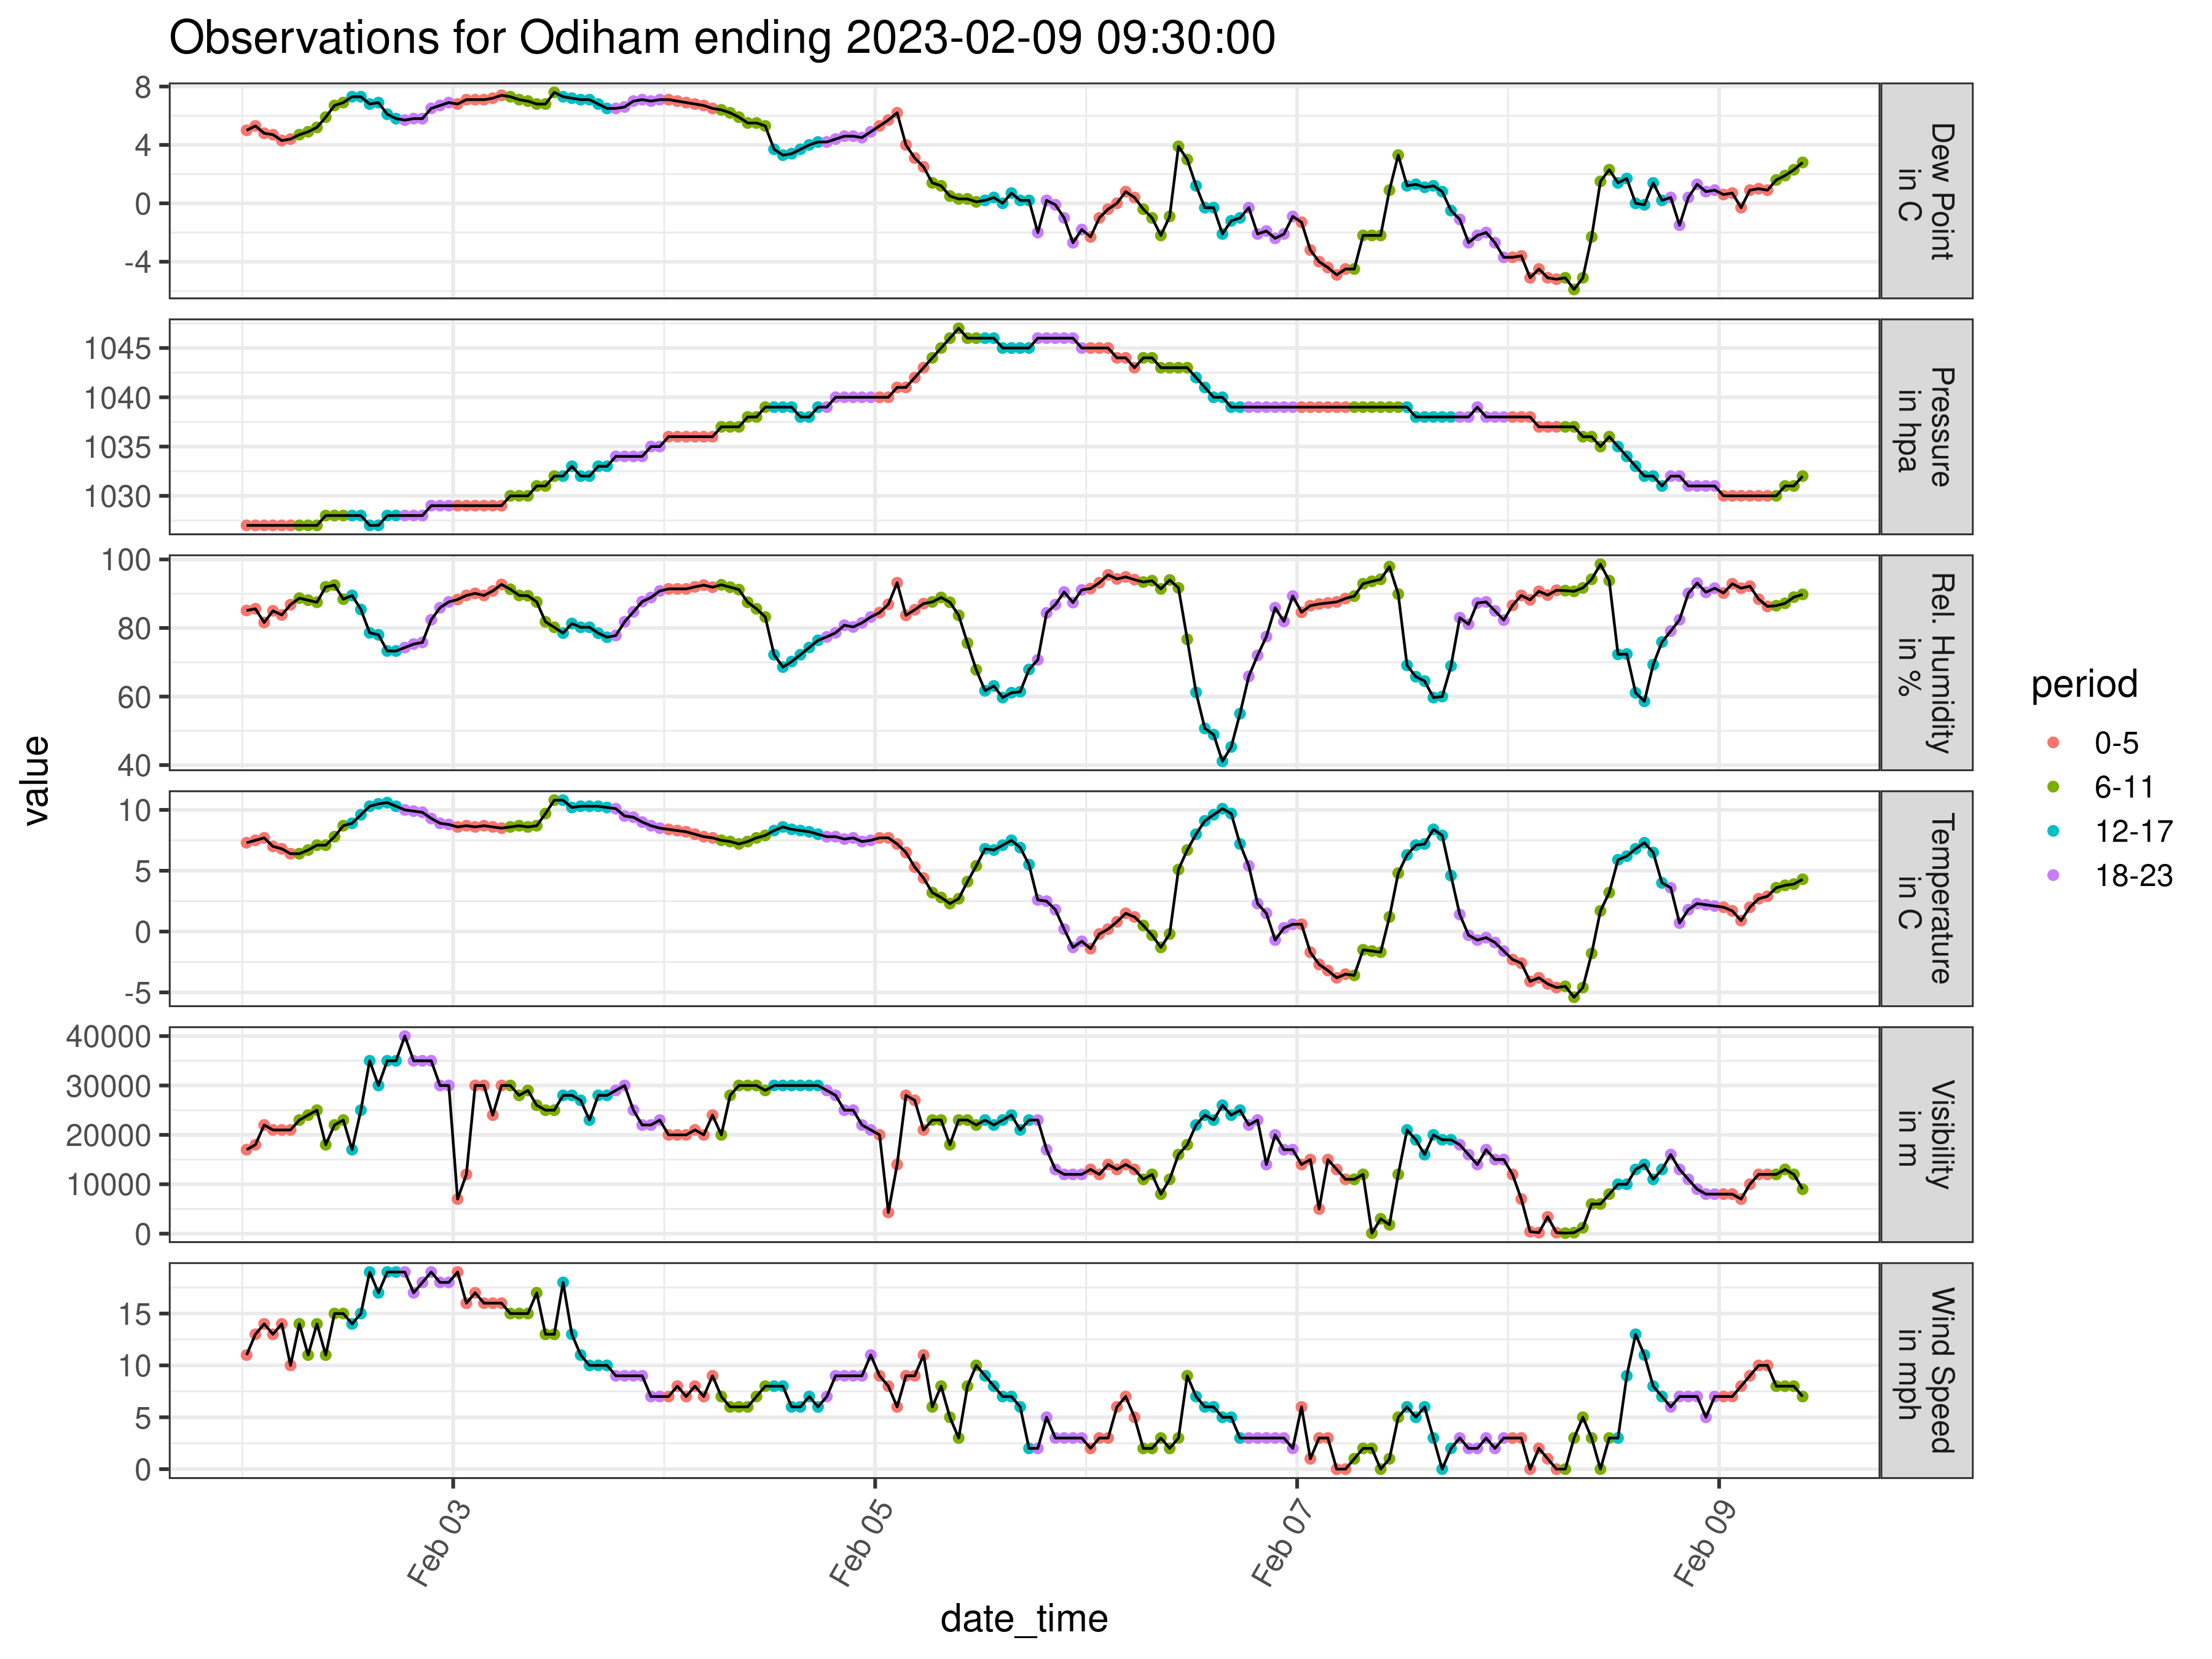 Observations for Odiham ending 2023-02-09 09:30:00
value
8
4
0
-4
Dew Point
in C
1045
1040
1035
1030
Pressure
in hpa
100
80
60
40
Rel. Humidity
in %
10
5
0
-5
Temperature
in C
40000
30000
20000
10000
0
Visibility
in m
15
10
5
0
Wind Speed
in mph
Feb 03
Feb 05
Feb 07
Feb 09
date_time
period
0-5
6-11
12-17
18-23